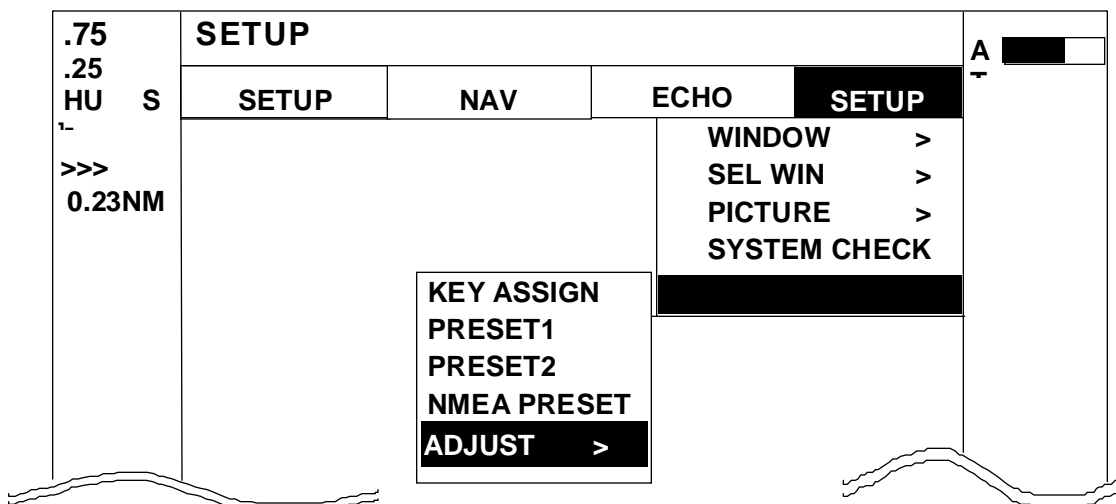 .75
.25
HU S
>>>
0.23NM
SETUP
SETUP NAV ECHO SETUP
WINDOW >
SEL WIN >
PICTURE >
SYSTEM CHECK
KEY ASSIGN
PRESET1
PRESET2
NMEA PRESET
ADJUST >
A